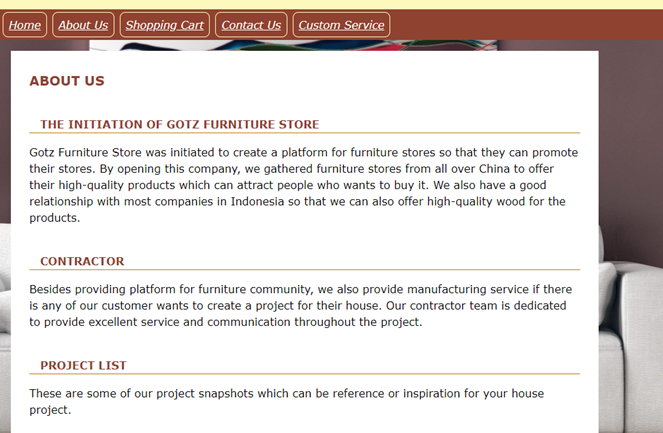 Home About Us Shopping Cart Contact Us Custom Service
ABOUT US
THE INITIATION OF GOTZ FURNITURE STORE
Gotz Furniture Store was initiated to create a platform for furniture stores so that they can promote
their stores. By opening this company, we gathered furniture stores from all over China to offer
their high-quality products which can attract people who wants to buy it. We also have a good
relationship with most companies in Indonesia so that we can also offer high-quality wood for the
products.
CONTRACTOR
Besides providing platform for furniture community, we also provide manufacturing service if there
is any of our customer wants to create a project for their house. Our contractor team is dedicated
to provide excellent service and communication throughout the project.
PROJECT LIST
These are some of our project snapshots which can be reference or inspiration for your house
project.